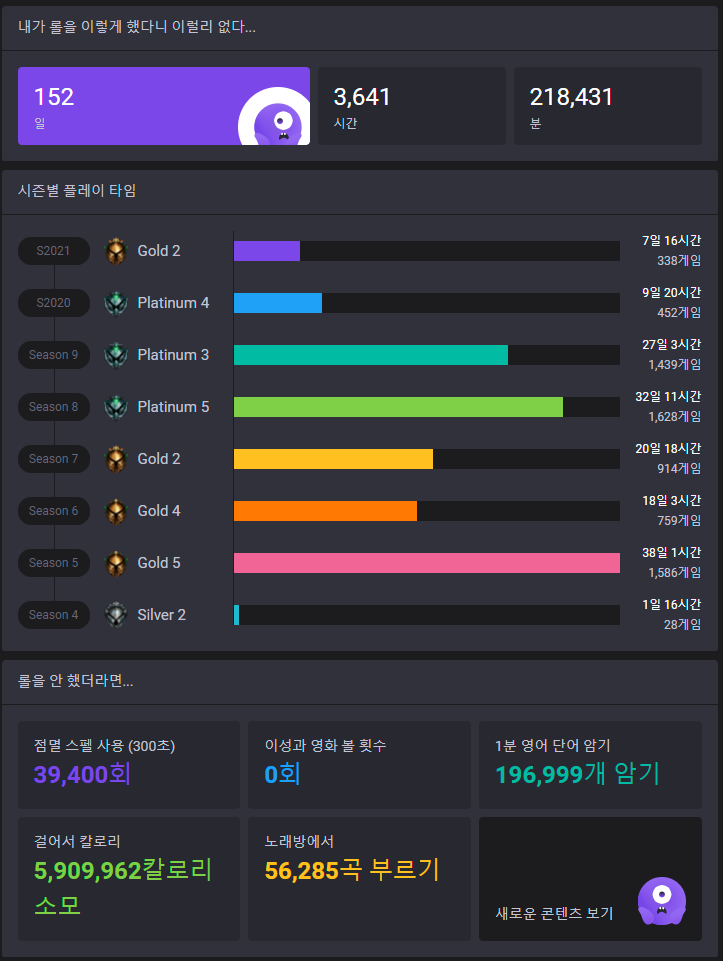 내가 롤을 이렇게 했다니 이럴리 없다...
152
일
3,641
시간
218,431
분
시즌별 플레이 타임
S2021
Gold 2
7일 16시간
338게임
S2020
Platinum 4
9일 20시간
452게임
Season 9
Platinum 3
27일 3시간
1,439게임
Season 8
Platinum 5
32일 11시간
1,628게임
Season 7
Gold 2
20일 18시간
914게임
Season 6
Gold 4
18일 3시간
759게임
Season 5
Gold 5
38일 1시간
1,586게임
Season 4
Silver 2
1일 16시간
28게임
롤을 안 했더라면...
점멸 스펠 사용 (300초)
39,400회
이성과 영화 볼 횟수
0회
1분 영어 단어 암기
196,999개 암기
걸어서 칼로리
5,909,962칼로리
소모
노래방에서
56,285곡 부르기
새로운 콘텐츠 보기